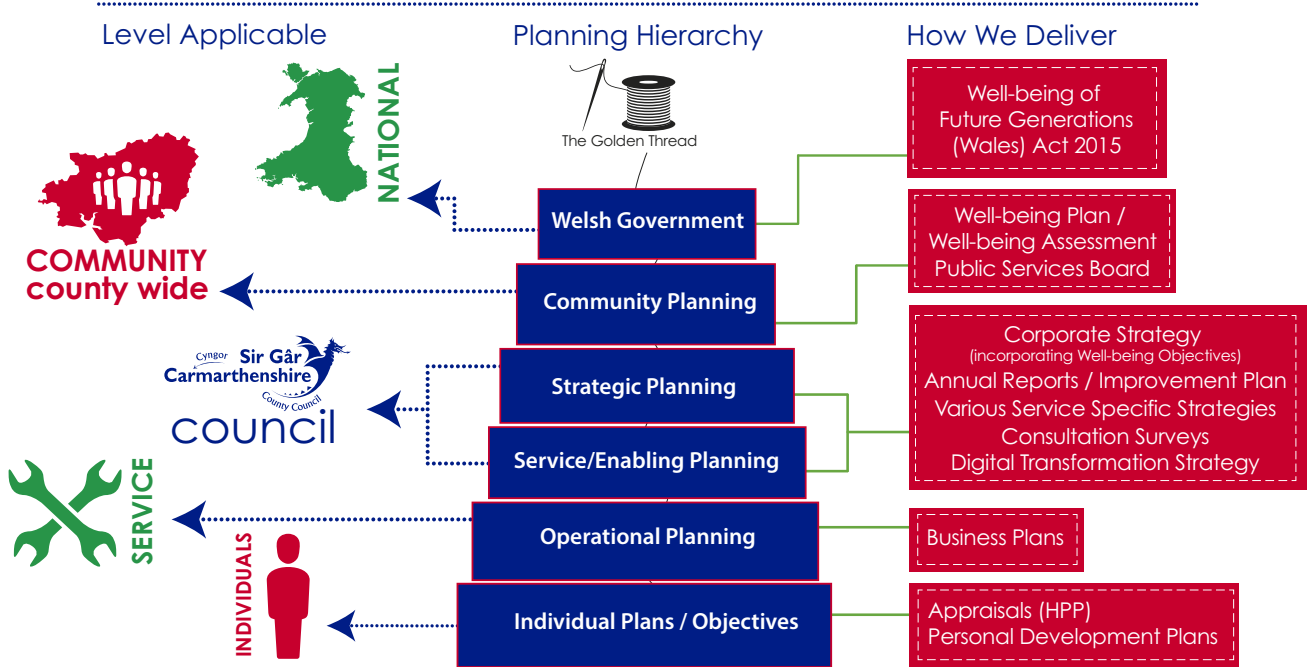 Level Applicable
Planning Hierarchy
How We Deliver
NATIONAL
The Golden Thread
Well-being of
Future Generations
(Wales) Act 2015
Welsh Government
COMMUNITY
county wide
Community Planning
Well-being Plan /
Well-being Assessment
Public Services Board
Cyngor Sir Gâr
Carmarthenshire
County Council
council
Strategic Planning
Service/Enabling Planning
Corporate Strategy
(incorporating Well-being Objectives)
Annual Reports / Improvement Plan
Various Service Specific Strategies
Consultation Surveys
Digital Transformation Strategy
SERVICE
Operational Planning
Business Plans
INDIVIDUALS
Individual Plans / Objectives
Appraisals (HPP)
Personal Development Plans